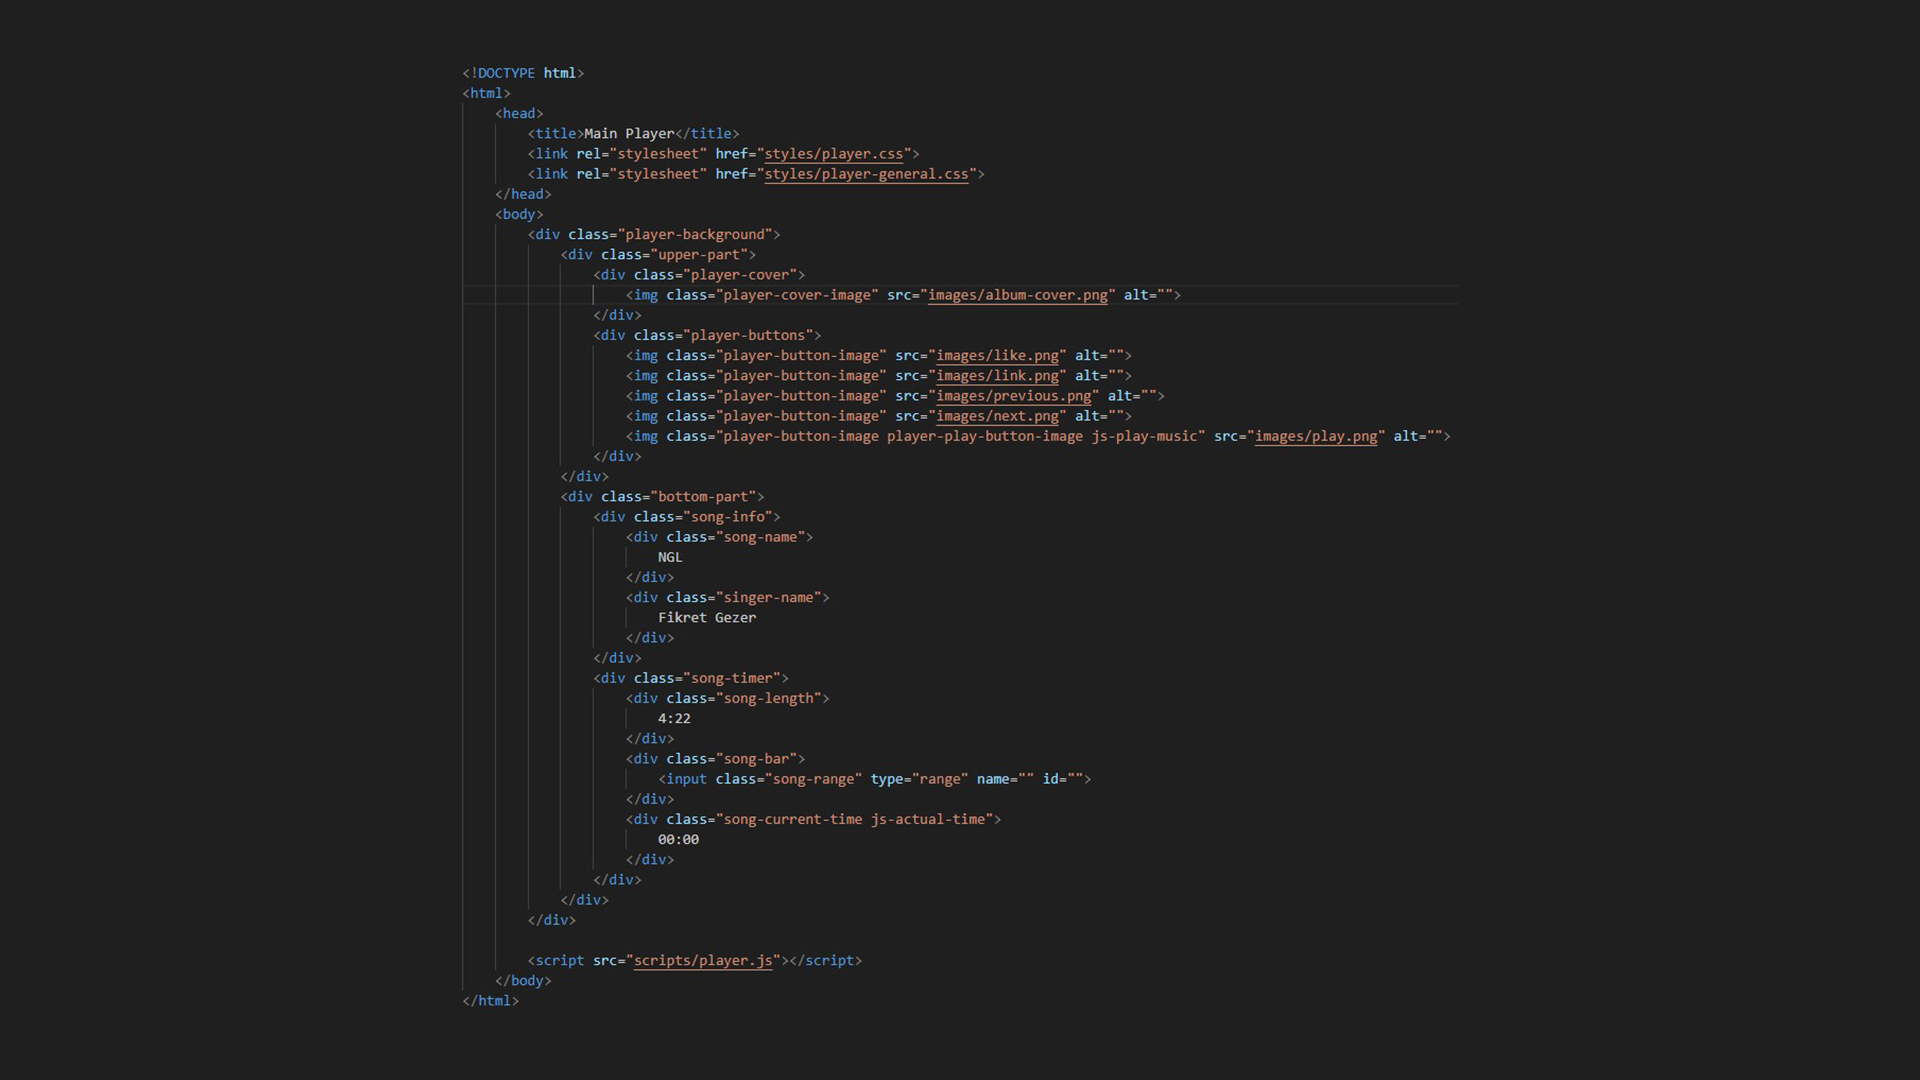 <!DOCTYPE html>
<html>
<head>
<title>Main Player</title>
<link rel="stylesheet" href="styles/player.css">
<link rel="stylesheet" href="styles/player-general.css">
</head>
<body>
<div class="player-background">
<div class="upper-part">
<div class="player-cover">
<img class="player-cover-image" src="images/album-cover.png" alt="">
</div>
<div class="player-buttons">
<img class="player-button-image" src="images/like.png" alt="">
<img class="player-button-image" src="images/link.png" alt="">
<img class="player-button-image" src="images/previous.png" alt="">
<img class="player-button-image" src="images/next.png" alt="">
<img class="player-button-image player-play-button-image js-play-music" src="images/play.png" alt="">
</div>
</div>
<div class="bottom-part">
<div class="song-info">
<div class="song-name">
NGL
</div>
<div class="singer-name">
Fikret Gezer
</div>
</div>
<div class="song-timer">
<div class="song-length">
4:22
</div>
<div class="song-bar">
<input class="song-range" type="range" name="" id="">
</div>
<div class="song-current-time js-actual-time">
00:00
</div>
</div>
</div>
</div>
<script src="scripts/player.js"></script>
</body>
</html>